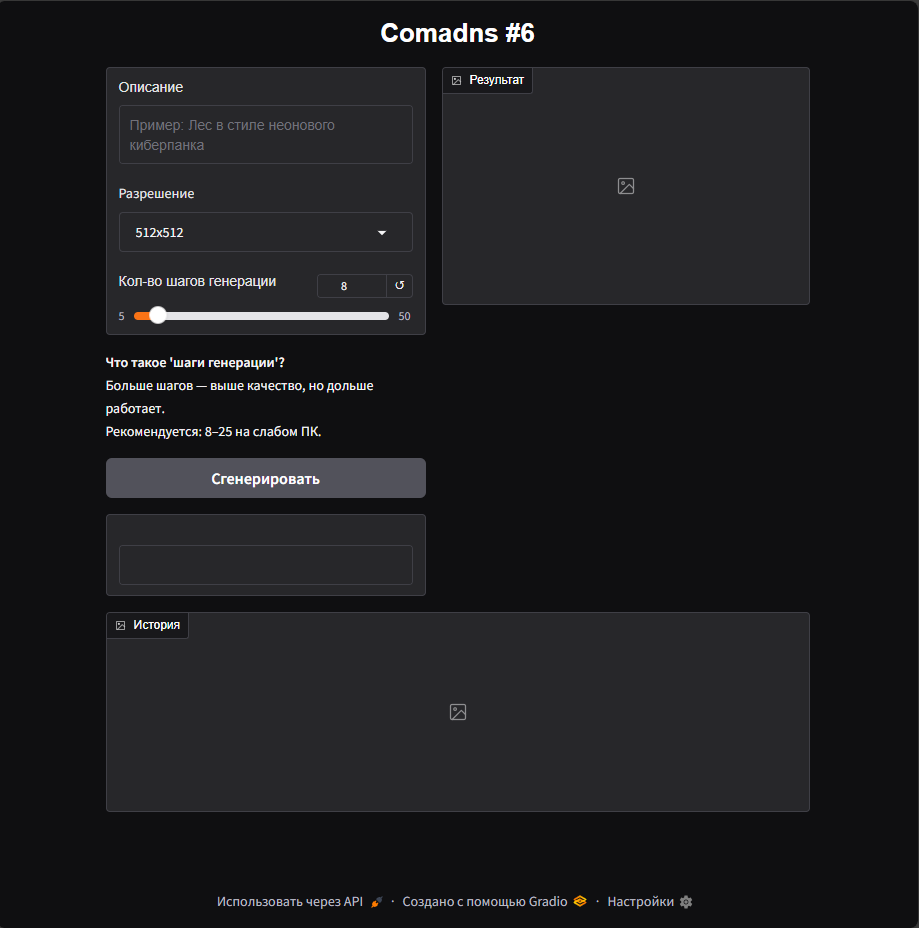 Comadns #6
Описание
Пример: Лес в стиле неонового
киберпанка
Разрешение
512x512
Кол-во шагов генерации
8
5
50
Результат
Что такое 'шаги генерации'?
Больше шагов — выше качество, но дольше
работает.
Рекомендуется: 8–25 на слабом ПК.
Сгенерировать
История
Использовать через API · Создано с помощью Gradio · Настройки